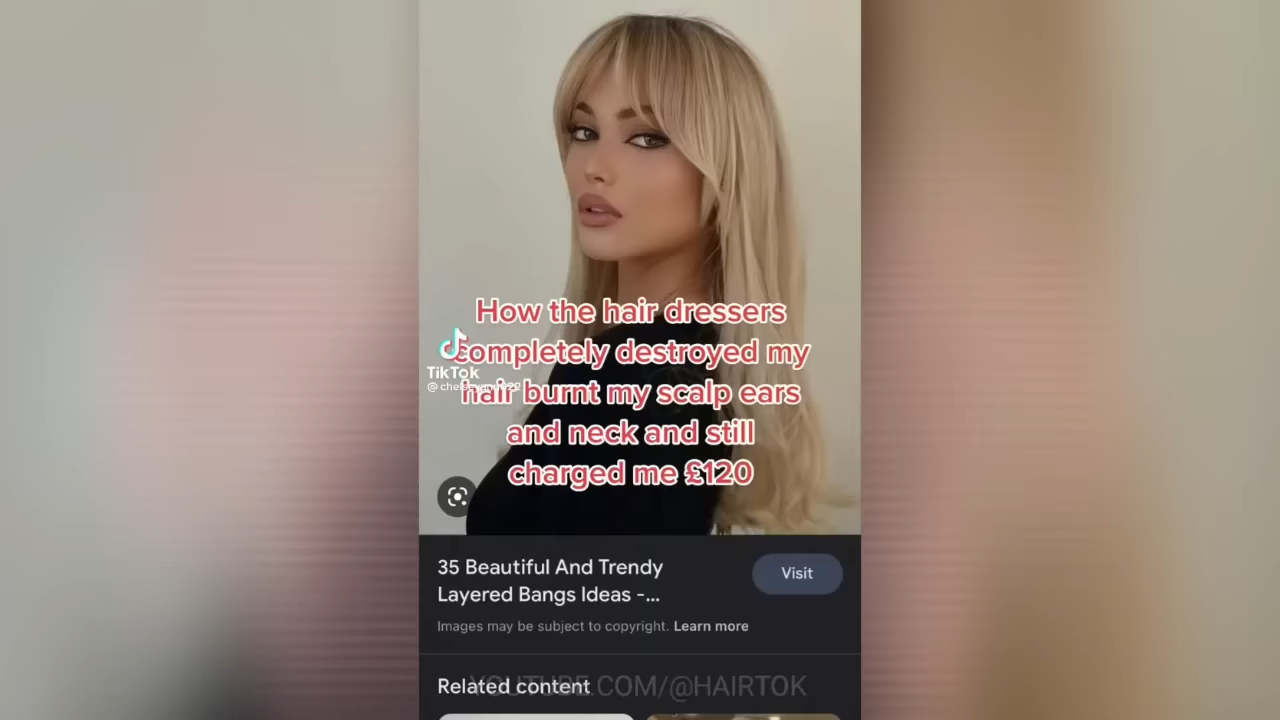 How the hair dressers
completely destroyed my
hair burnt my scalp ears
and neck and still
charged me £120
TikTok
35 Beautiful And Trendy
Layered Bangs Ideas -...
Visit
Images may be subject to copyright. Learn more
Related content
YOUTUBE.COM/@HAIRTOK